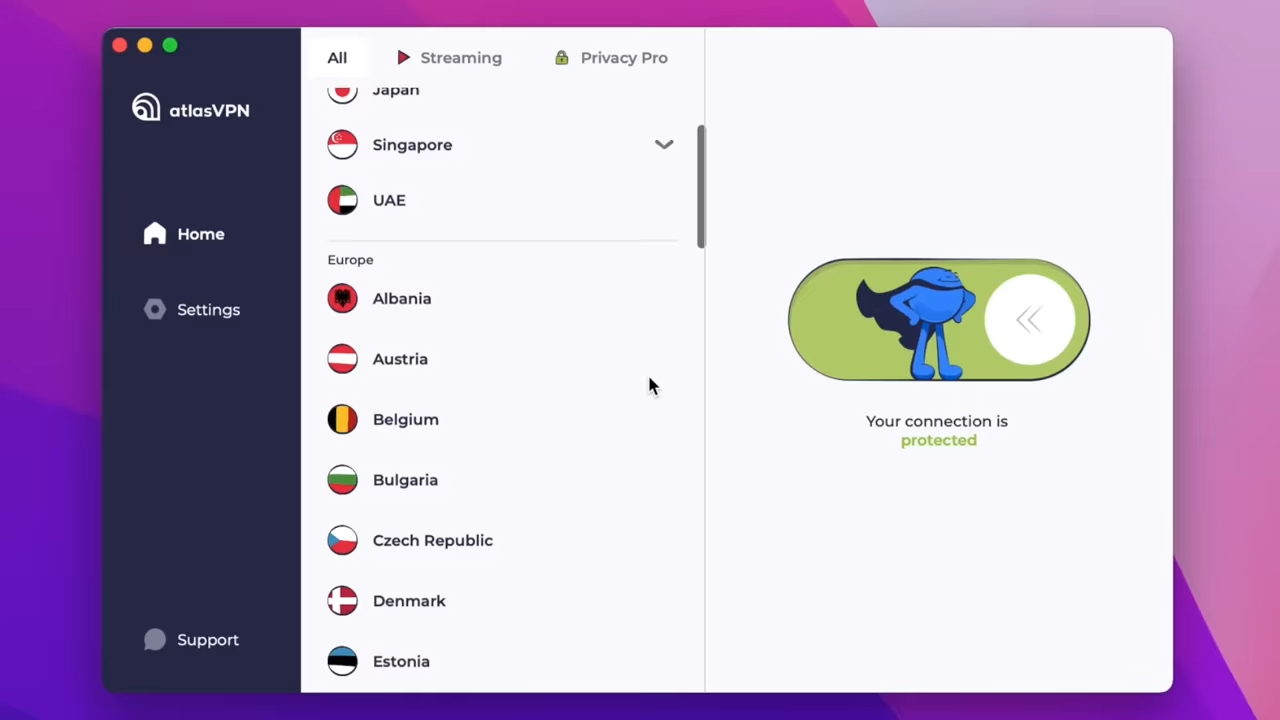 atlasVPN
Home
Settings
Support
All
Streaming
Privacy Pro
Japan
Singapore
UAE
Europe
Albania
Austria
Belgium
Bulgaria
Czech Republic
Denmark
Estonia
Your connection is
protected